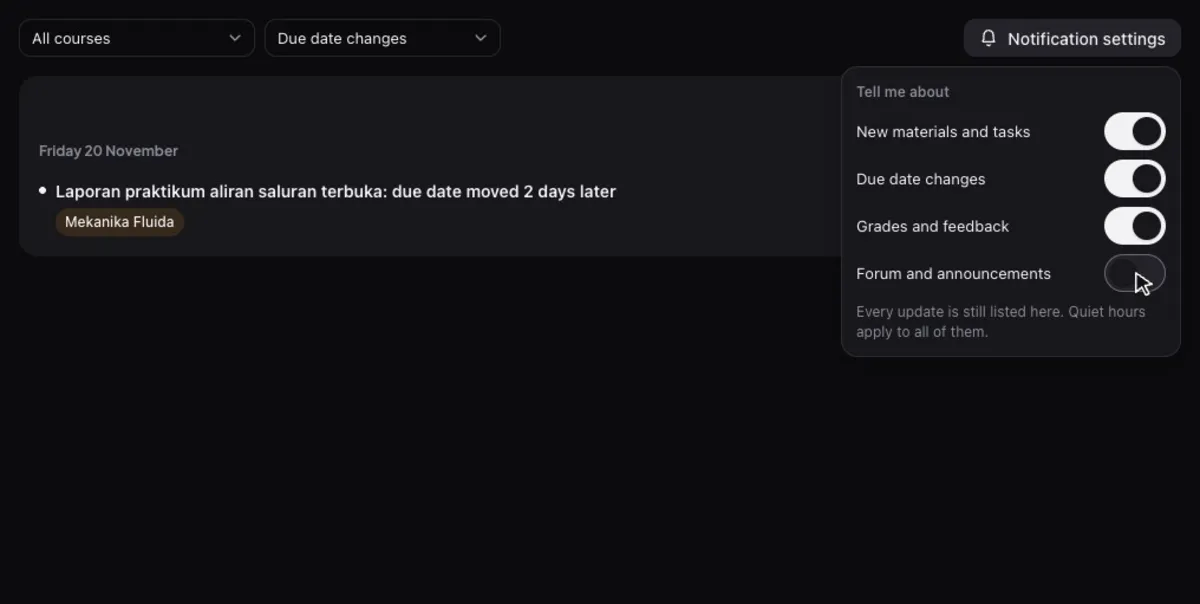 All courses
Due date changes
Notification settings
Tell me about
New materials and tasks
Due date changes
Grades and feedback
Forum and announcements
Every update is still listed here. Quiet hours
apply to all of them.
Friday 20 November
Laporan praktikum aliran saluran terbuka: due date moved 2 days later
Mekanika Fluida